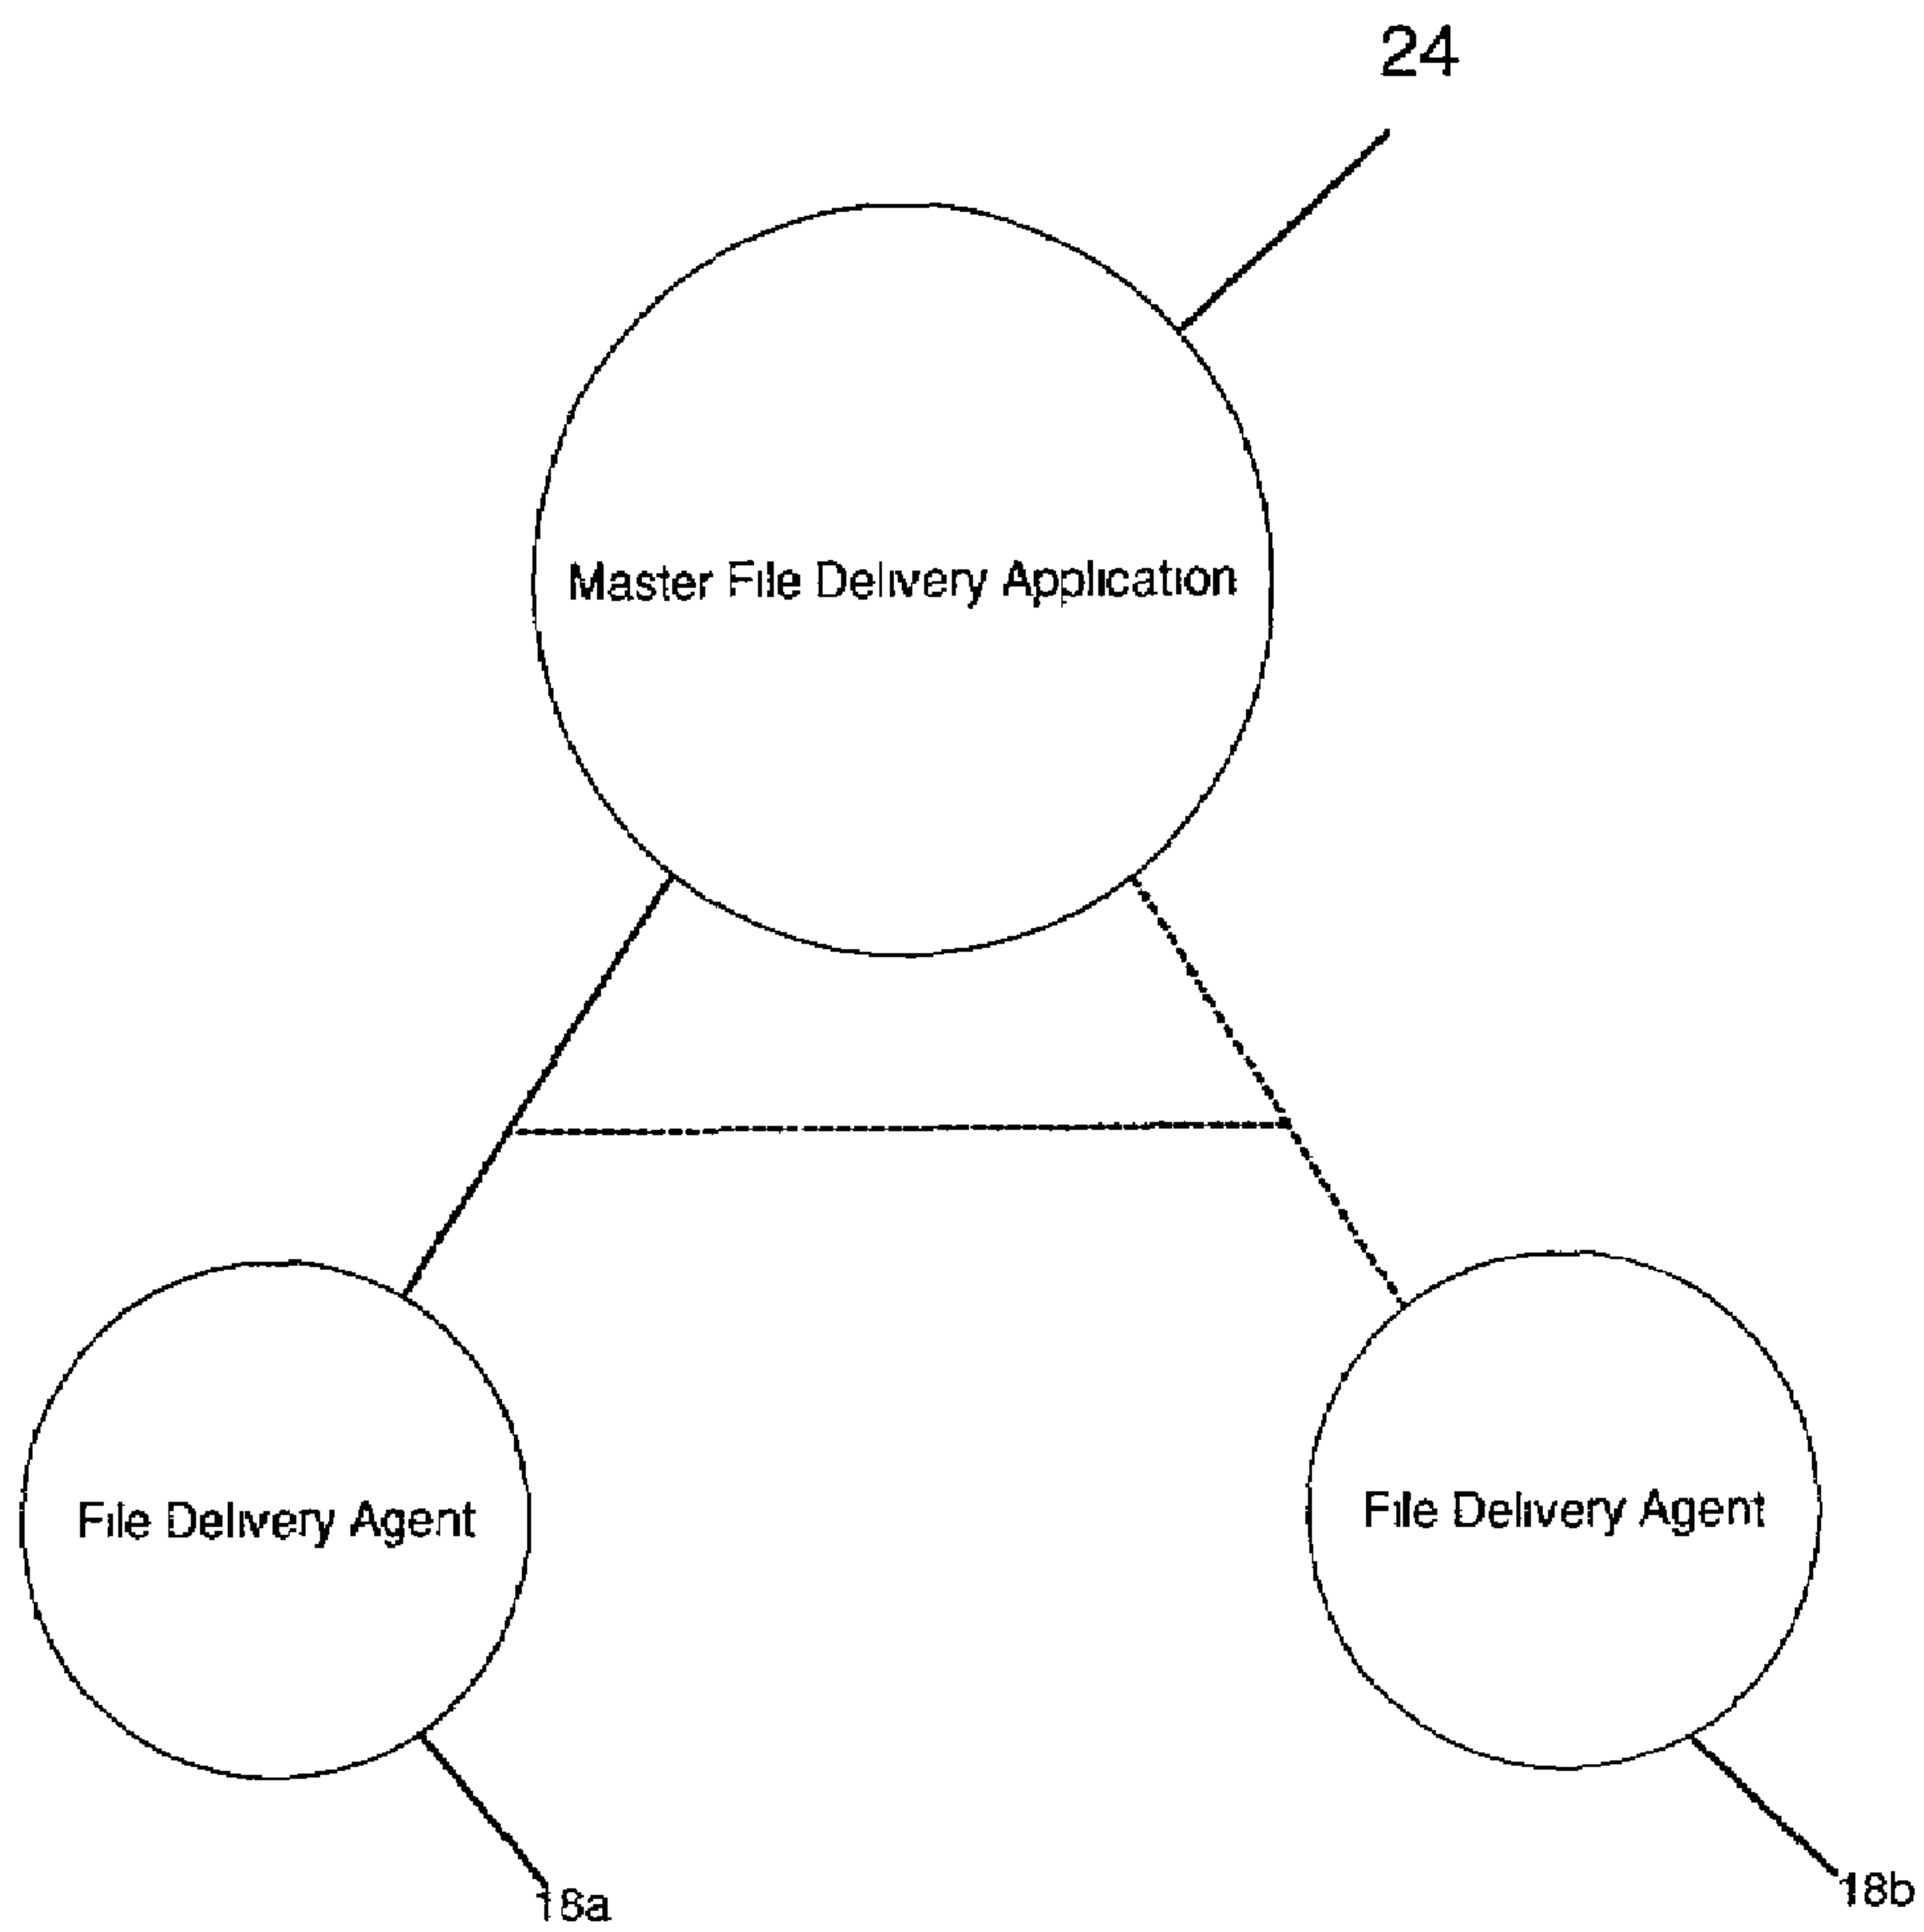 24
Master File Delivery Application
File Delivery Agent
File Delivery Agent
18a
18b